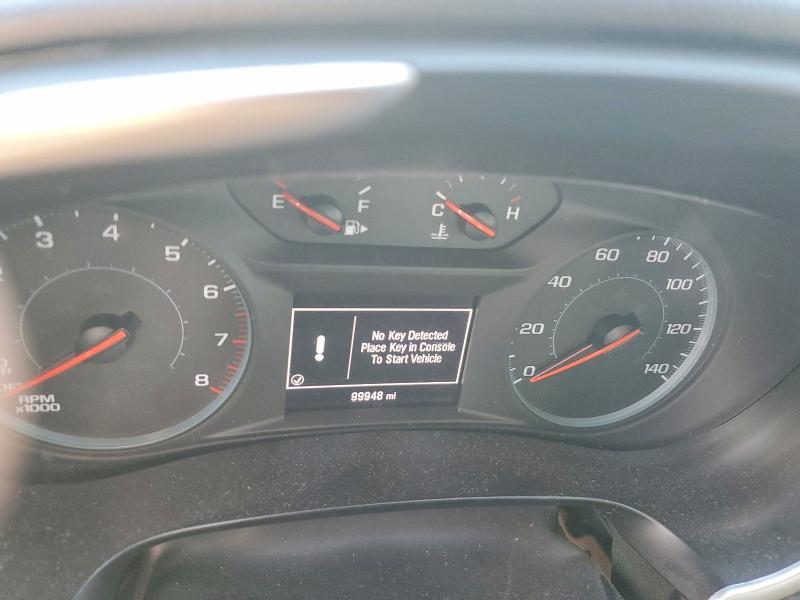 E F
C H
3 4 5 6 7 8
RPM
x1000
No Key Detected
Place Key in Console
To Start Vehicle
99948 mi
0 20 40 60 80 100 120 140